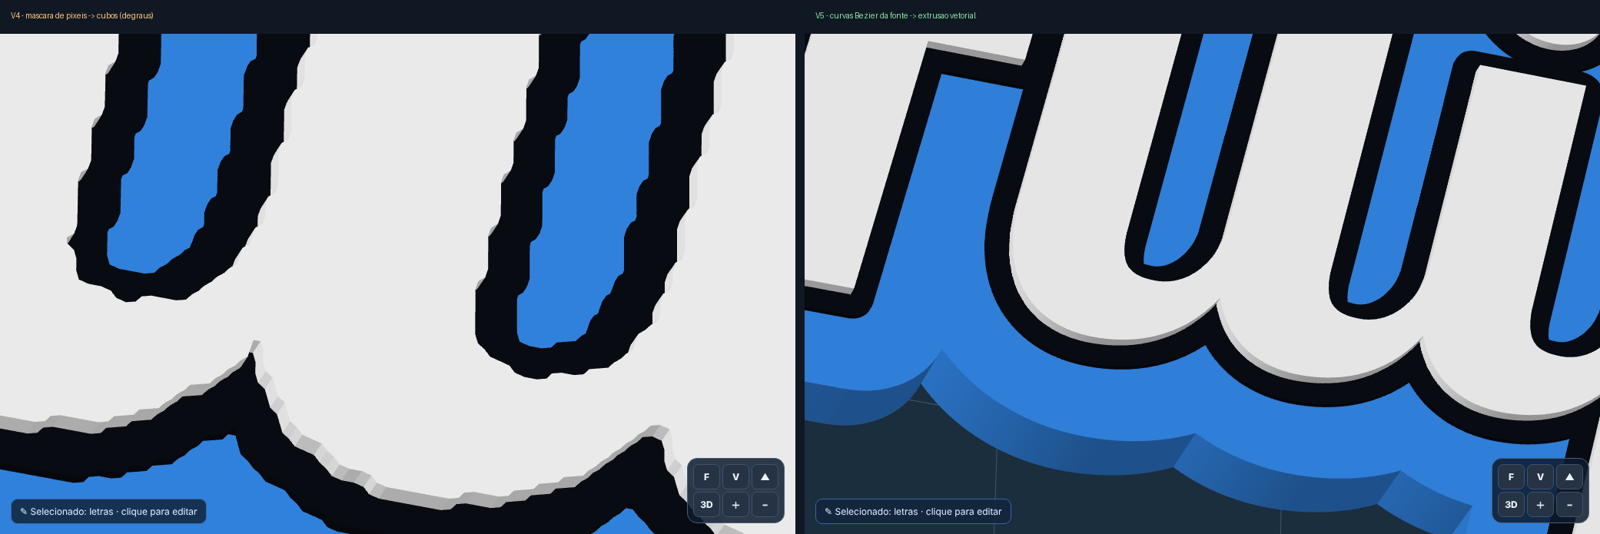 V4 - mascara de pixeis -> cubos (degraus)
V5 - curvas Bezier da fonte -> extrusao vetorial
F V ▲
3D + -
✎ Selecionado: letras · clique para editar
F V ▲
3D + -
✎ Selecionado: letras · clique para editar